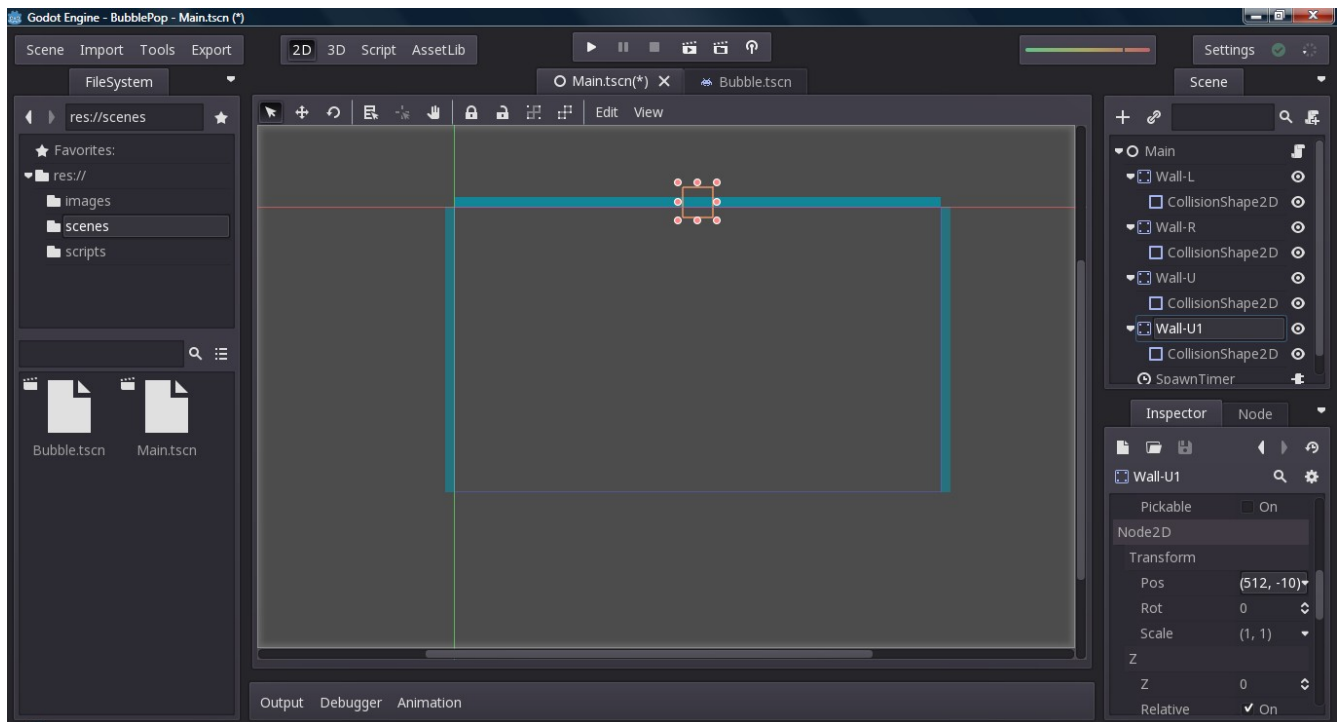 Godot Engine - BubblePop - Main.tscn (*)
Scene Import Tools Export 2D 3D Script AssetLib Settings
FileSystem
Main.tscn(*) X Bubble.tscn
Scene
res://scenes
Edit View
Favorites:
res://
images
scenes
scripts
Bubble.tscn Main.tscn
Main
Wall-L
CollisionShape2D
Wall-R
CollisionShape2D
Wall-U
CollisionShape2D
Wall-U1
CollisionShape2D
SpawnTimer
Inspector Node
Wall-U1
Pickable On
Node2D
Transform
Pos (512, -10)
Rot 0
Scale (1, 1)
Z
Z 0
Relative On
Output Debugger Animation